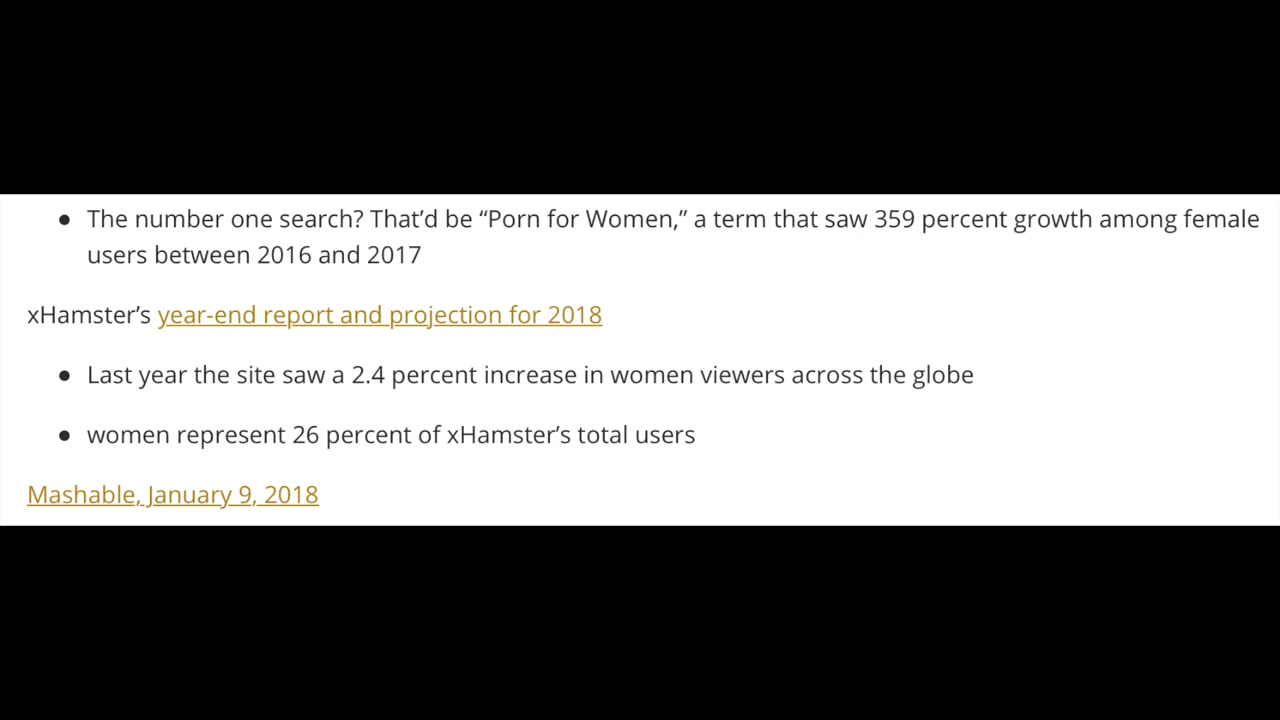 ● The number one search? That’d be “Porn for Women,” a term that saw 359 percent growth among female
users between 2016 and 2017
xHamster’s year-end report and projection for 2018
● Last year the site saw a 2.4 percent increase in women viewers across the globe
● women represent 26 percent of xHamster’s total users
Mashable, January 9, 2018